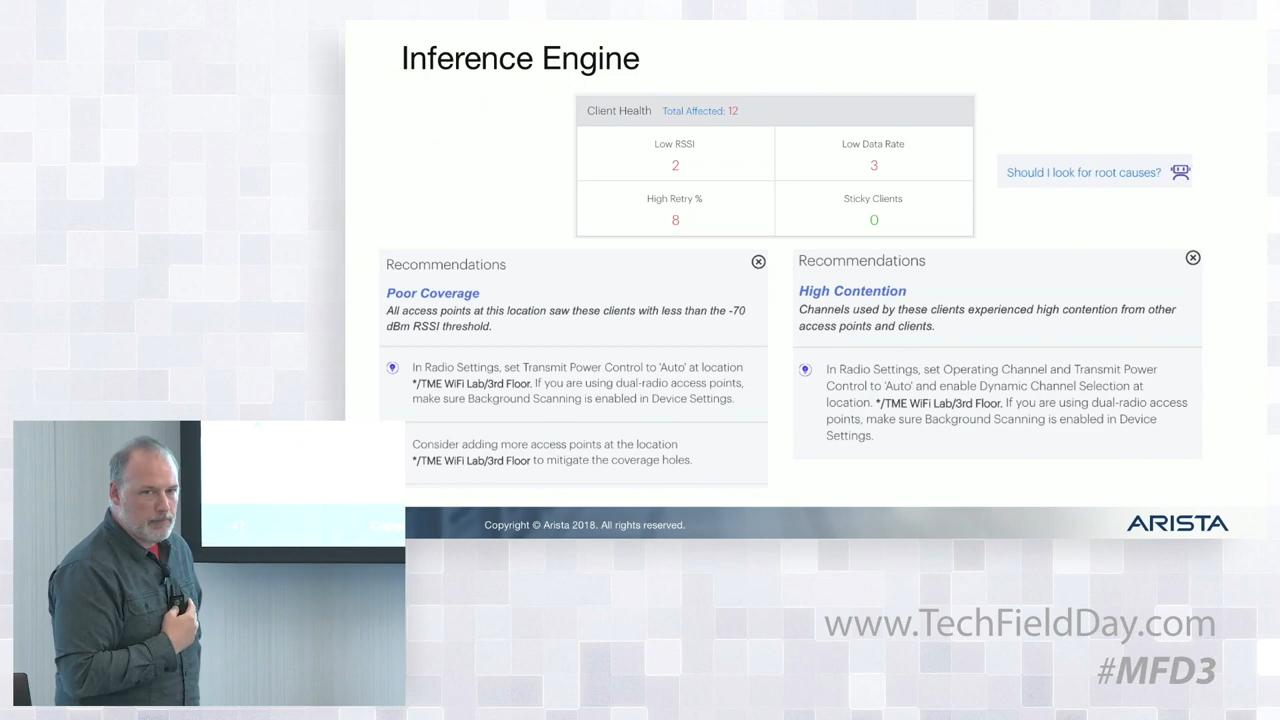 Inference Engine
Client Health Total Affected: 12
Low RSSI
2
Low Data Rate
3
High Retry %
8
Sticky Clients
0
Should I look for root causes?
Recommendations
Poor Coverage
All access points at this location saw these clients with less than the -70
dBm RSSI threshold.
In Radio Settings, set Transmit Power Control to 'Auto' at location
*/TME WiFi Lab/3rd Floor. If you are using dual-radio access points,
make sure Background Scanning is enabled in Device Settings.
Consider adding more access points at the location
*/TME WiFi Lab/3rd Floor to mitigate the coverage holes.
Recommendations
High Contention
Channels used by these clients experienced high contention from other
access points and clients.
In Radio Settings, set Operating Channel and Transmit Power
Control to 'Auto' and enable Dynamic Channel Selection at
location. */TME WiFi Lab/3rd Floor. If you are using dual-radio access
points, make sure Background Scanning is enabled in Device
Settings.
Copyright © Arista 2018. All rights reserved.
ARISTA
www.TechFieldDay.com
#MFD3